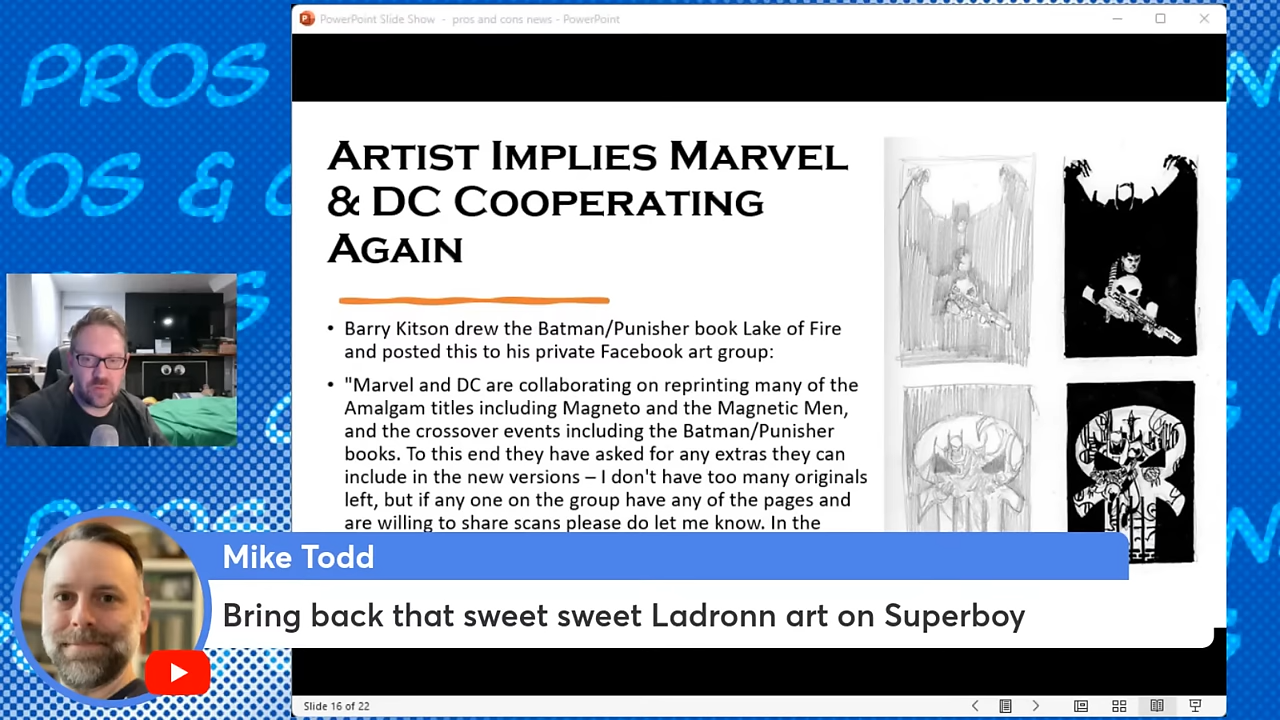 PowerPoint Slide Show - pros and cons news - PowerPoint
PROS
OS &
ARTIST IMPLIES MARVEL
& DC COOPERATING
AGAIN
• Barry Kitson drew the Batman/Punisher book Lake of Fire
and posted this to his private Facebook art group:
• "Marvel and DC are collaborating on reprinting many of the
Amalgam titles including Magneto and the Magnetic Men,
and the crossover events including the Batman/Punisher
books. To this end they have asked for any extras they can
include in the new versions – I don't have too many originals
left, but if any one on the group have any of the pages and
are willing to share scans please do let me know. In the
Mike Todd
Bring back that sweet sweet Ladronn art on Superboy
Slide 16 of 22